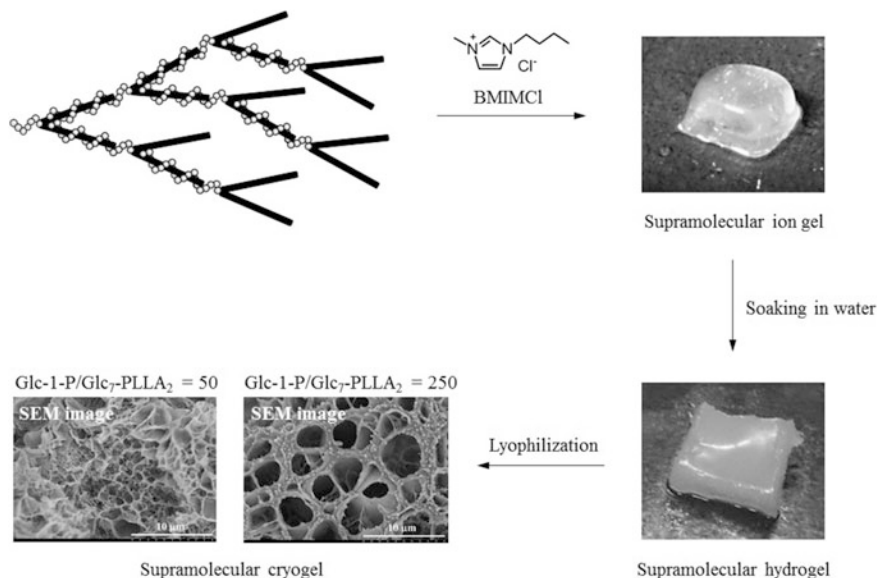 N
+
N
Cl-
BMIMCl
Supramolecular ion gel
Soaking in water
Glc-1-P/Glc7-PLLA2 = 50
Glc-1-P/Glc7-PLLA2 = 250
SEM image
SEM image
10 μm
10 μm
Lyophilization
Supramolecular cryogel
Supramolecular hydrogel